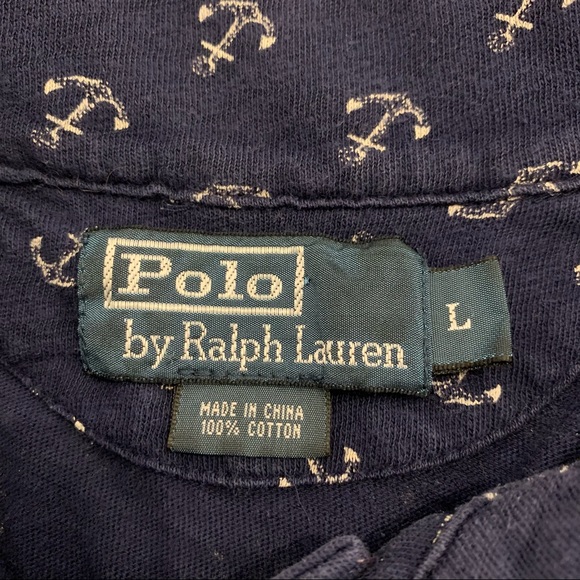 Polo
by Ralph Lauren
L
MADE IN CHINA
100% COTTON